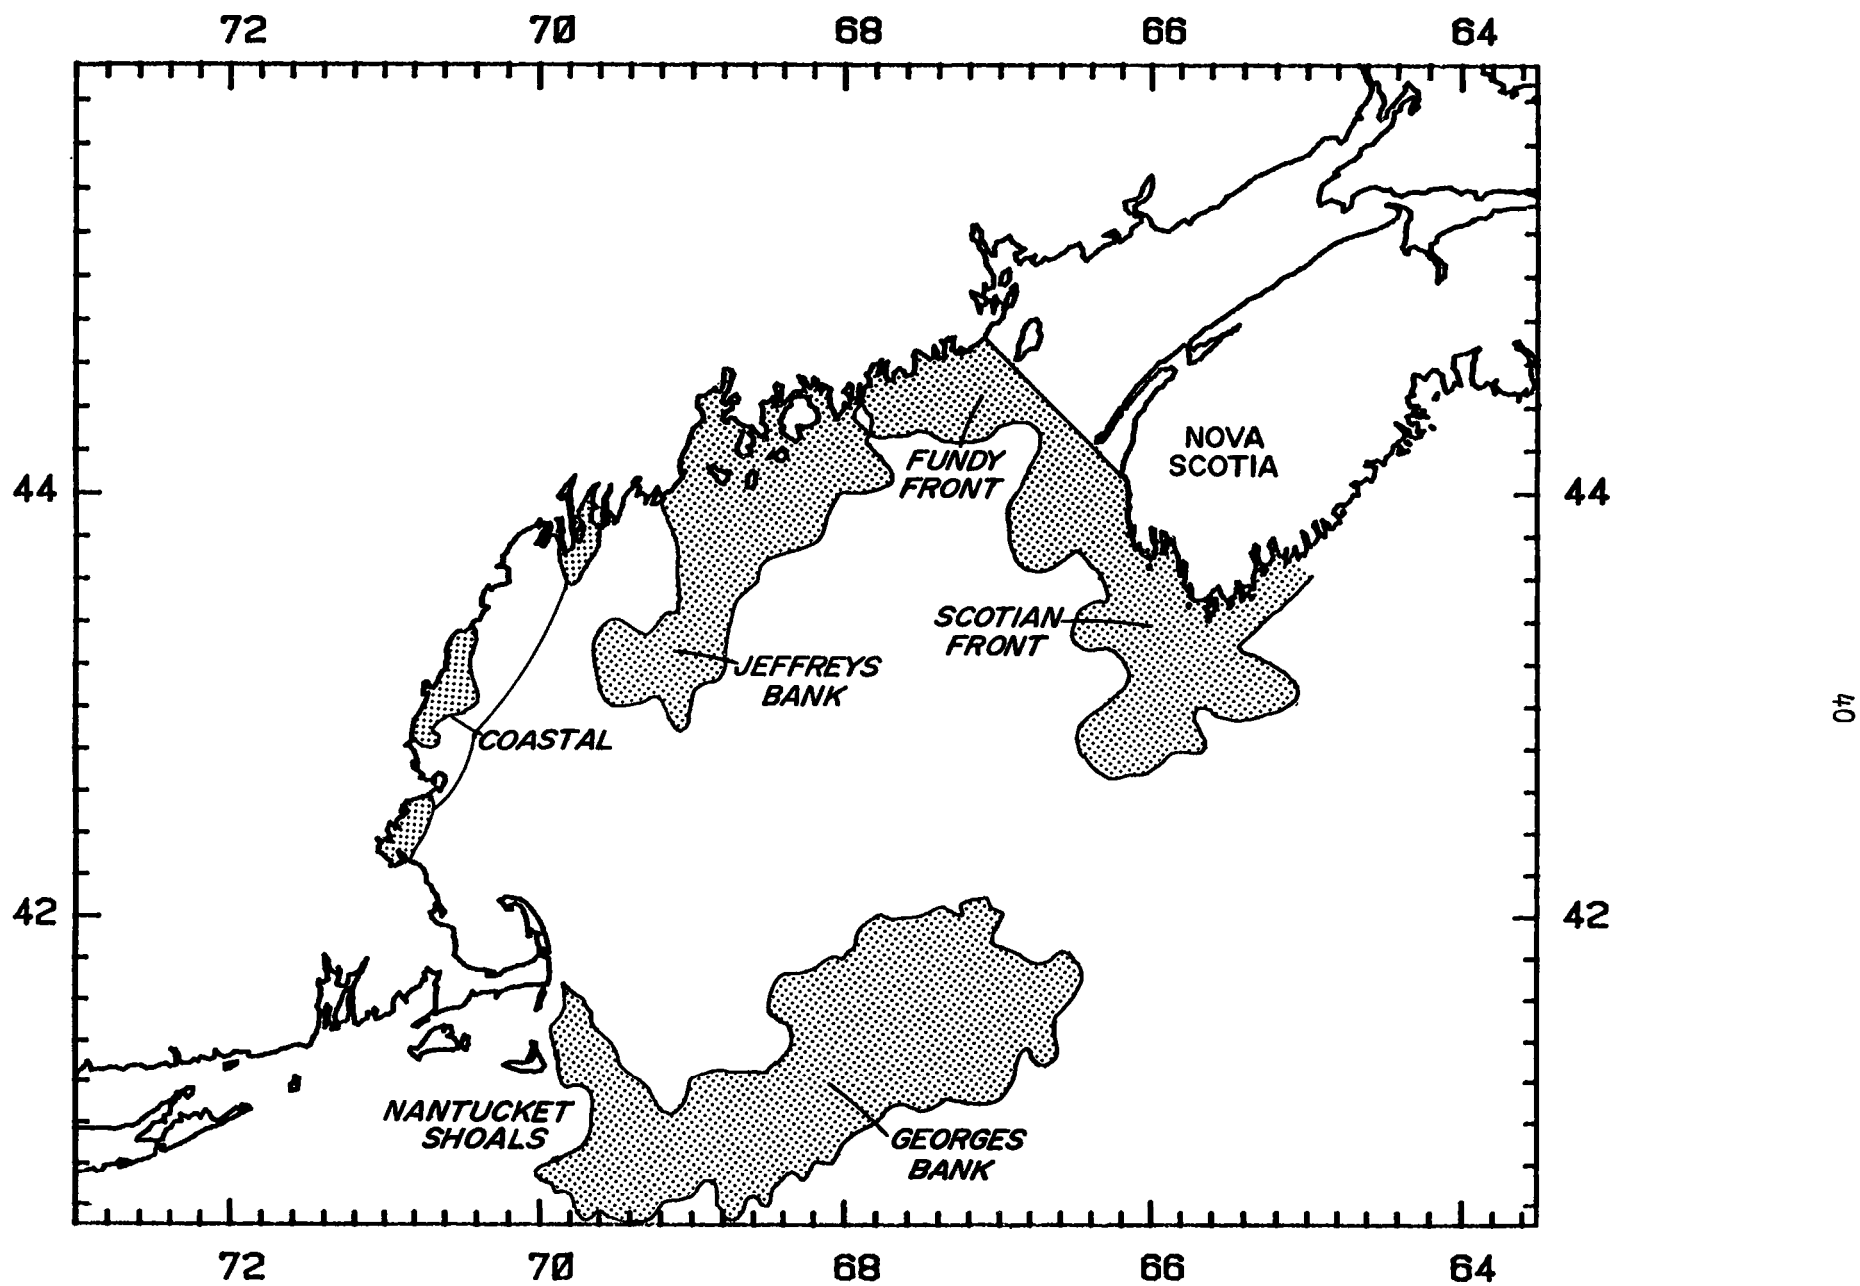 72 70 68 66 64
NOVA
SCOTIA
FUNDY
FRONT
44 44
SCOTIAN
FRONT
JEFFREYS
BANK
40
COASTAL
42 42
NANTUCKET
SHOALS
GEORGES
BANK
72 70 68 66 64